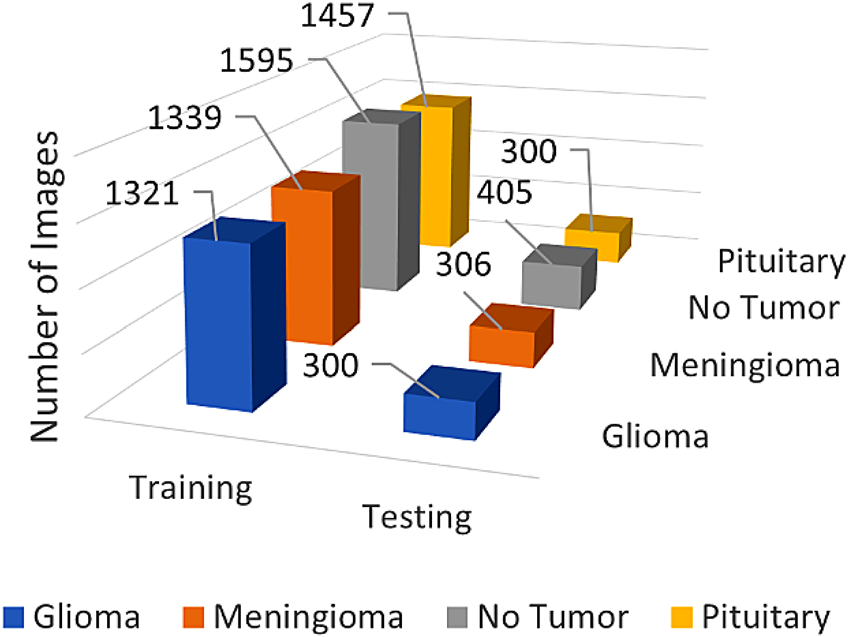 1457
1595
1339
1321
300
405
306
300
Number of Images
Pituitary
No Tumor
Meningioma
Glioma
Training
Testing
Glioma Meningioma No Tumor Pituitary